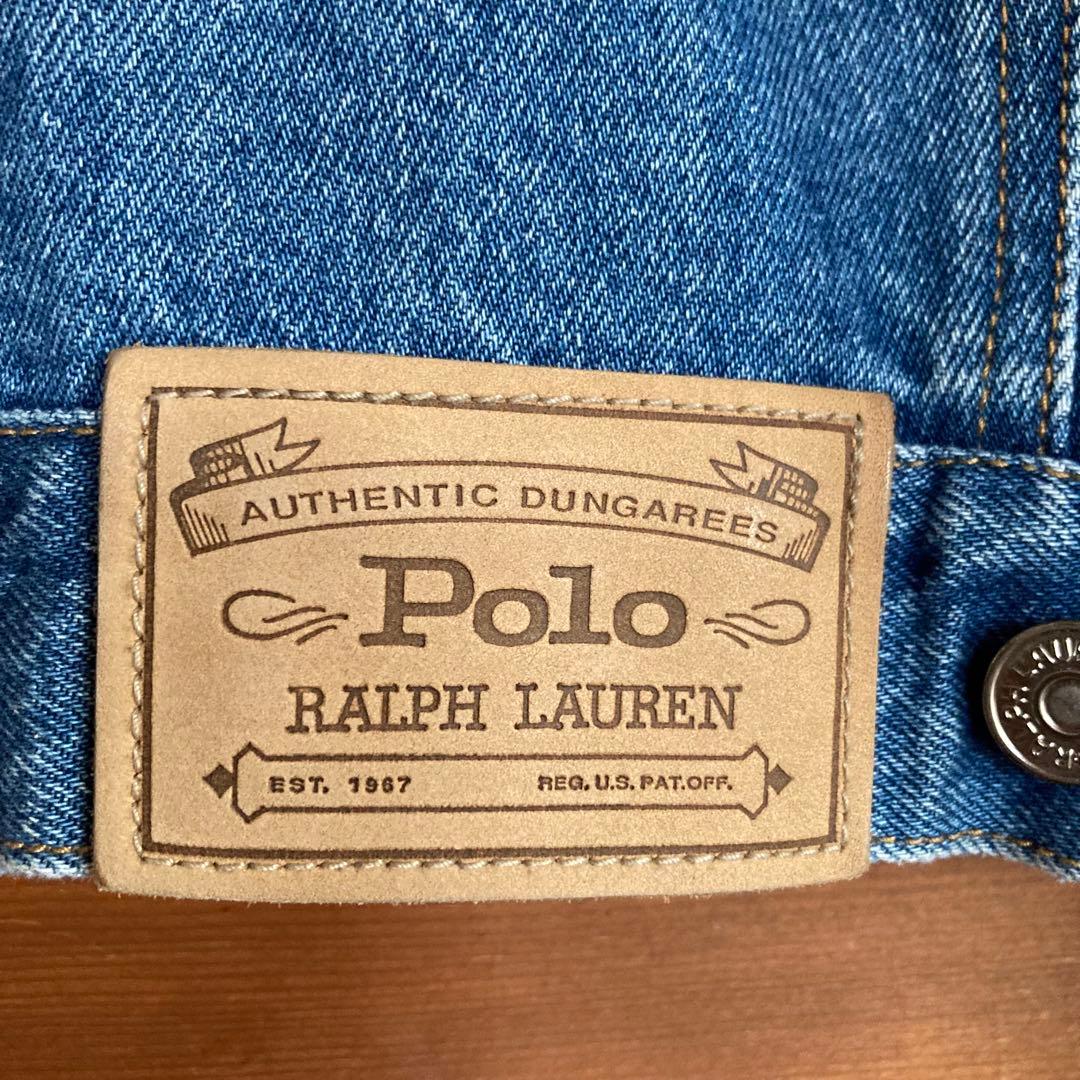 AUTHENTIC DUNGAREES
Polo
RALPH LAUREN
EST. 1967 REG. U.S. PAT. OFF.